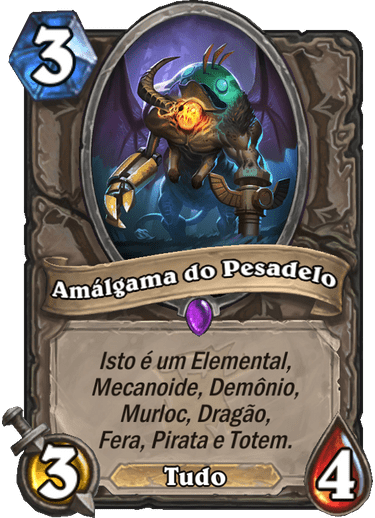 3
Amálgama do Pesadelo
Isto é um Elemental,
Mecanoide, Demônio,
Murloc, Dragão,
Fera, Pirata e Totem.
3
Tudo
4